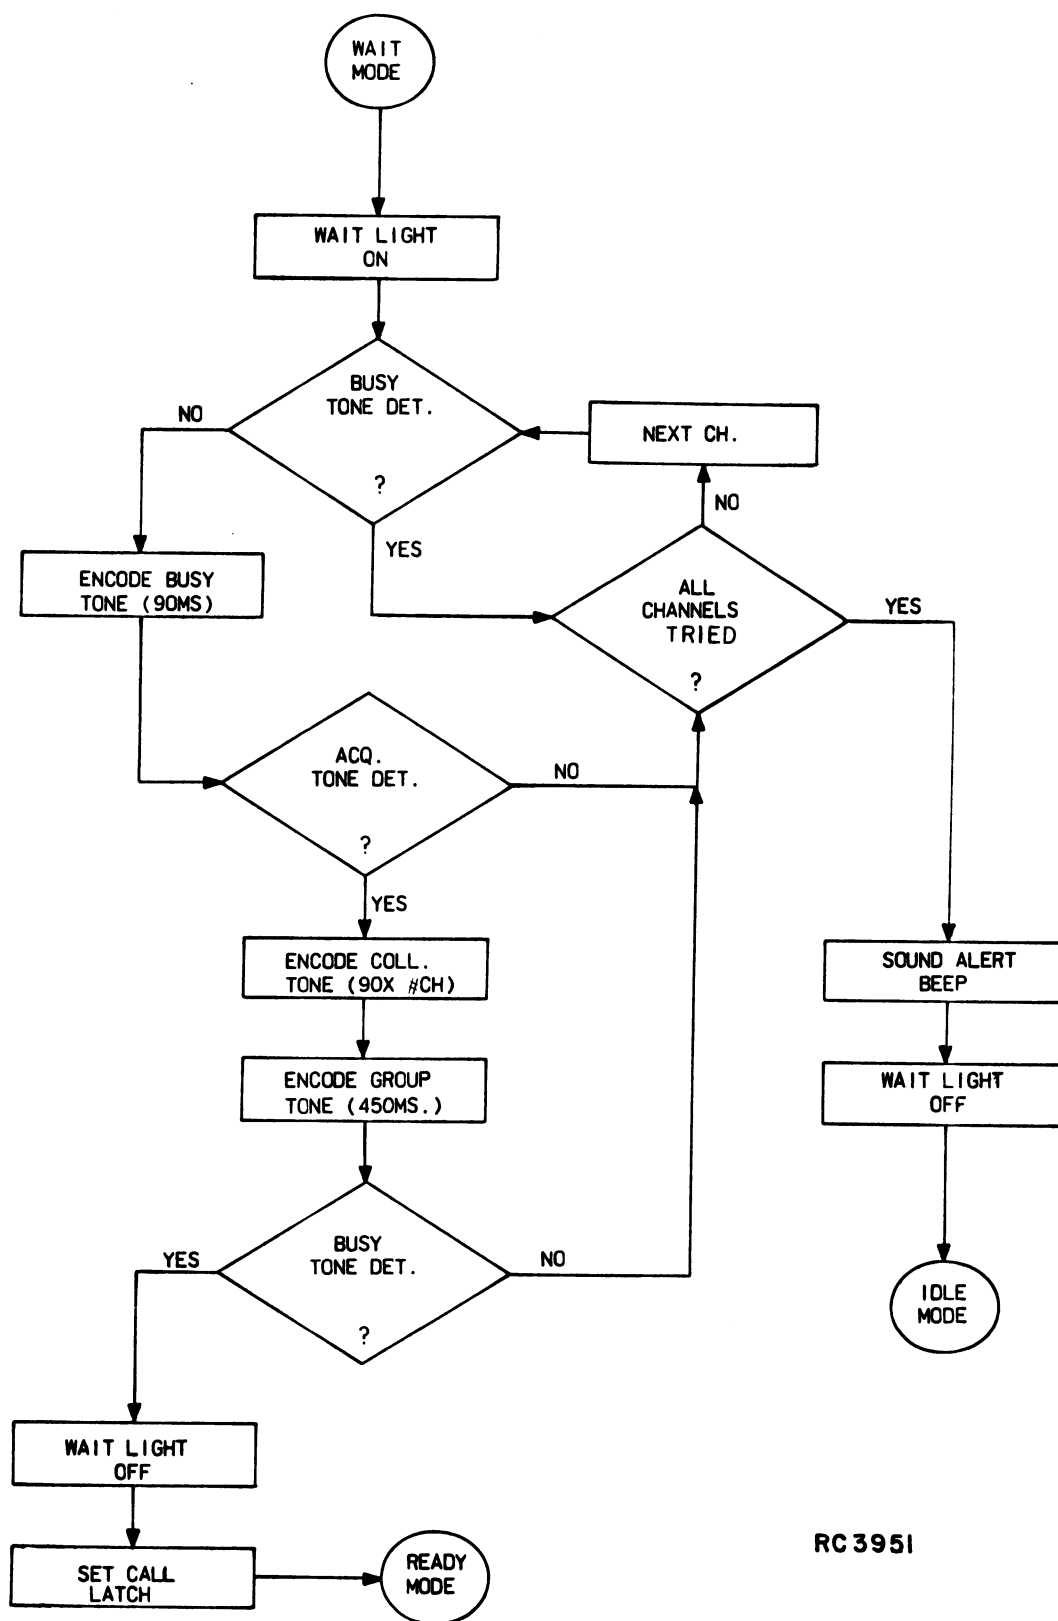 WAIT
MODE
WAIT LIGHT
ON
BUSY
TONE DET.
?
NO
YES
NEXT CH.
NO
ENCODE BUSY
TONE (90MS)
ALL
CHANNELS
TRIED
?
YES
ACQ.
TONE DET.
?
NO
YES
ENCODE COLL.
TONE (90X #CH)
SOUND ALERT
BEEP
ENCODE GROUP
TONE (450MS.)
WAIT LIGHT
OFF
BUSY
TONE DET.
?
YES
NO
IDLE
MODE
WAIT LIGHT
OFF
SET CALL
LATCH
READY
MODE
RC3951